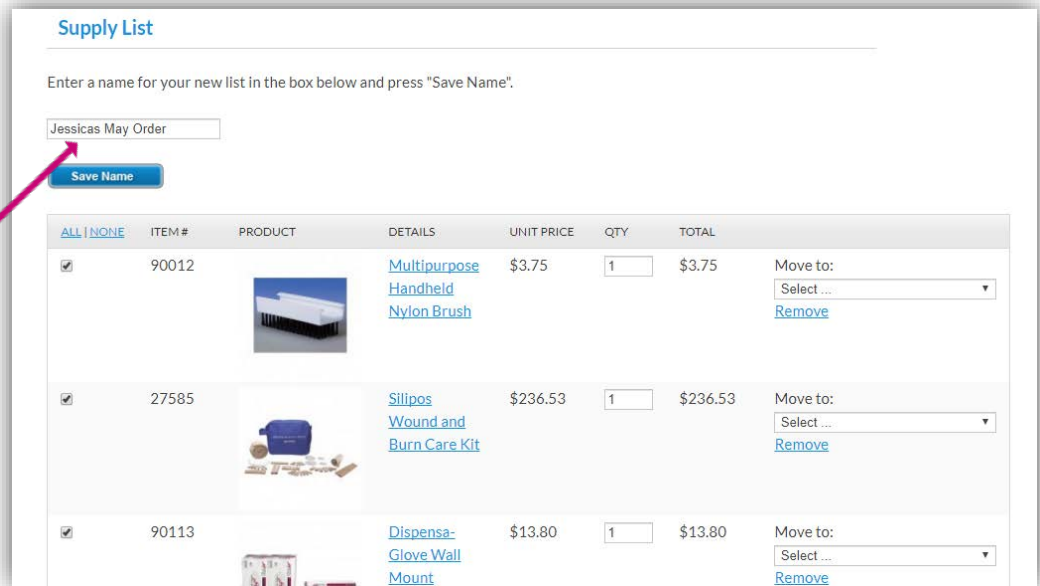 Supply List
Enter a name for your new list in the box below and press "Save Name".
Jessicas May Order
Save Name
ALL | NONE ITEM # PRODUCT DETAILS UNIT PRICE QTY TOTAL
90012 Multipurpose $3.75 1 $3.75 Move to:
Handheld Select ...
Nylon Brush Remove
27585 Silipos $236.53 1 $236.53 Move to:
Wound and Select ...
Burn Care Kit Remove
90113 Dispensa- $13.80 1 $13.80 Move to:
Glove Wall Select ...
Mount Remove